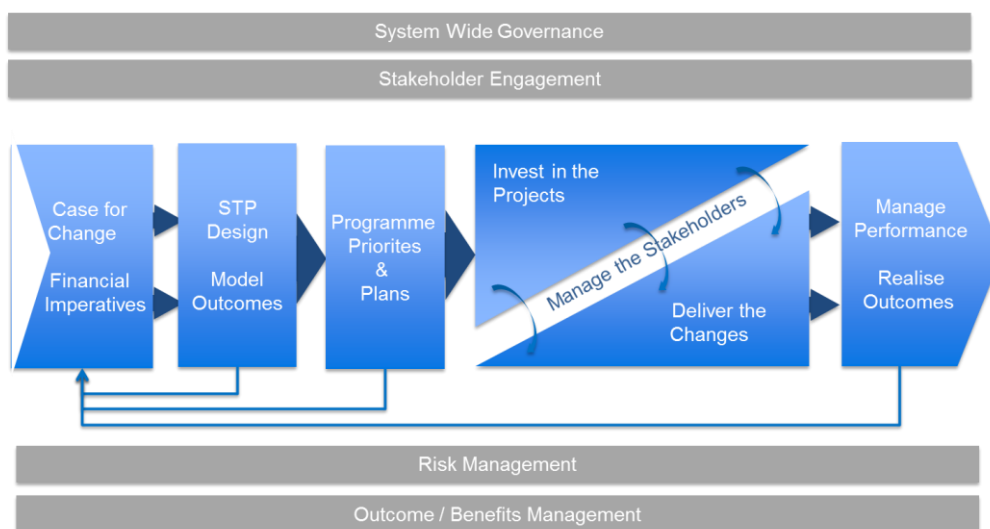 System Wide Governance
Stakeholder Engagement
Case for
Change
Financial
Imperatives
STP
Design
Model
Outcomes
Programme
Priorites
&
Plans
Invest in the
Projects
Manage the Stakeholders
Deliver the
Changes
Manage
Performance
Realise
Outcomes
Risk Management
Outcome / Benefits Management